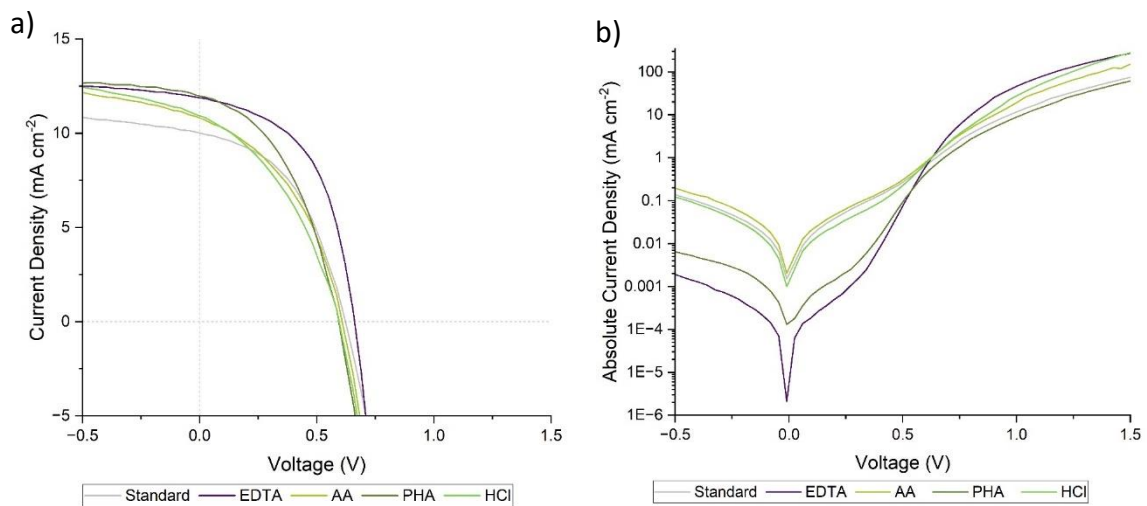 a)
Current Density (mA cm⁻²)
15
10
5
0
−5
−0.5 0.0 0.5 1.0 1.5
Voltage (V)
Standard EDTA AA PHA HCl
b)
Absolute Current Density (mA cm⁻²)
100
10
1
0.1
0.01
0.001
1E−4
1E−5
1E−6
−0.5 0.0 0.5 1.0 1.5
Voltage (V)
Standard EDTA AA PHA HCl